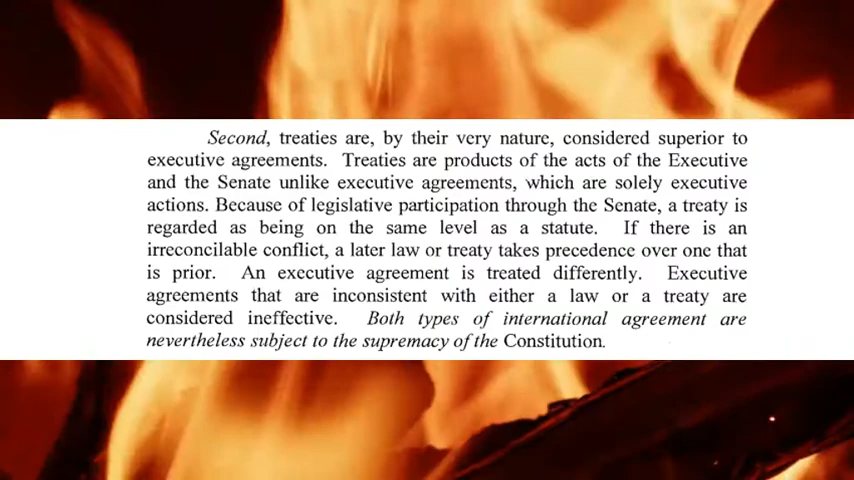 Second, treaties are, by their very nature, considered superior to
executive agreements. Treaties are products of the acts of the Executive
and the Senate unlike executive agreements, which are solely executive
actions. Because of legislative participation through the Senate, a treaty is
regarded as being on the same level as a statute. If there is an
irreconcilable conflict, a later law or treaty takes precedence over one that
is prior. An executive agreement is treated differently. Executive
agreements that are inconsistent with either a law or a treaty are
considered ineffective. Both types of international agreement are
nevertheless subject to the supremacy of the Constitution.